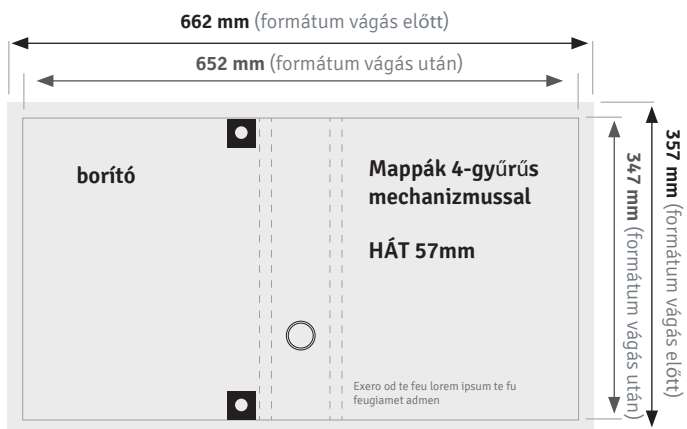 662 mm (formátum vágás előtt)
652 mm (formátum vágás után)
borító
Mappák 4-gyűrűs
mechanizmussal
HÁT 57mm
Exero od te feu lorem ipsum te fu
feugiamet admen
347 mm (formátum vágás után)
357 mm (formátum vágás előtt)